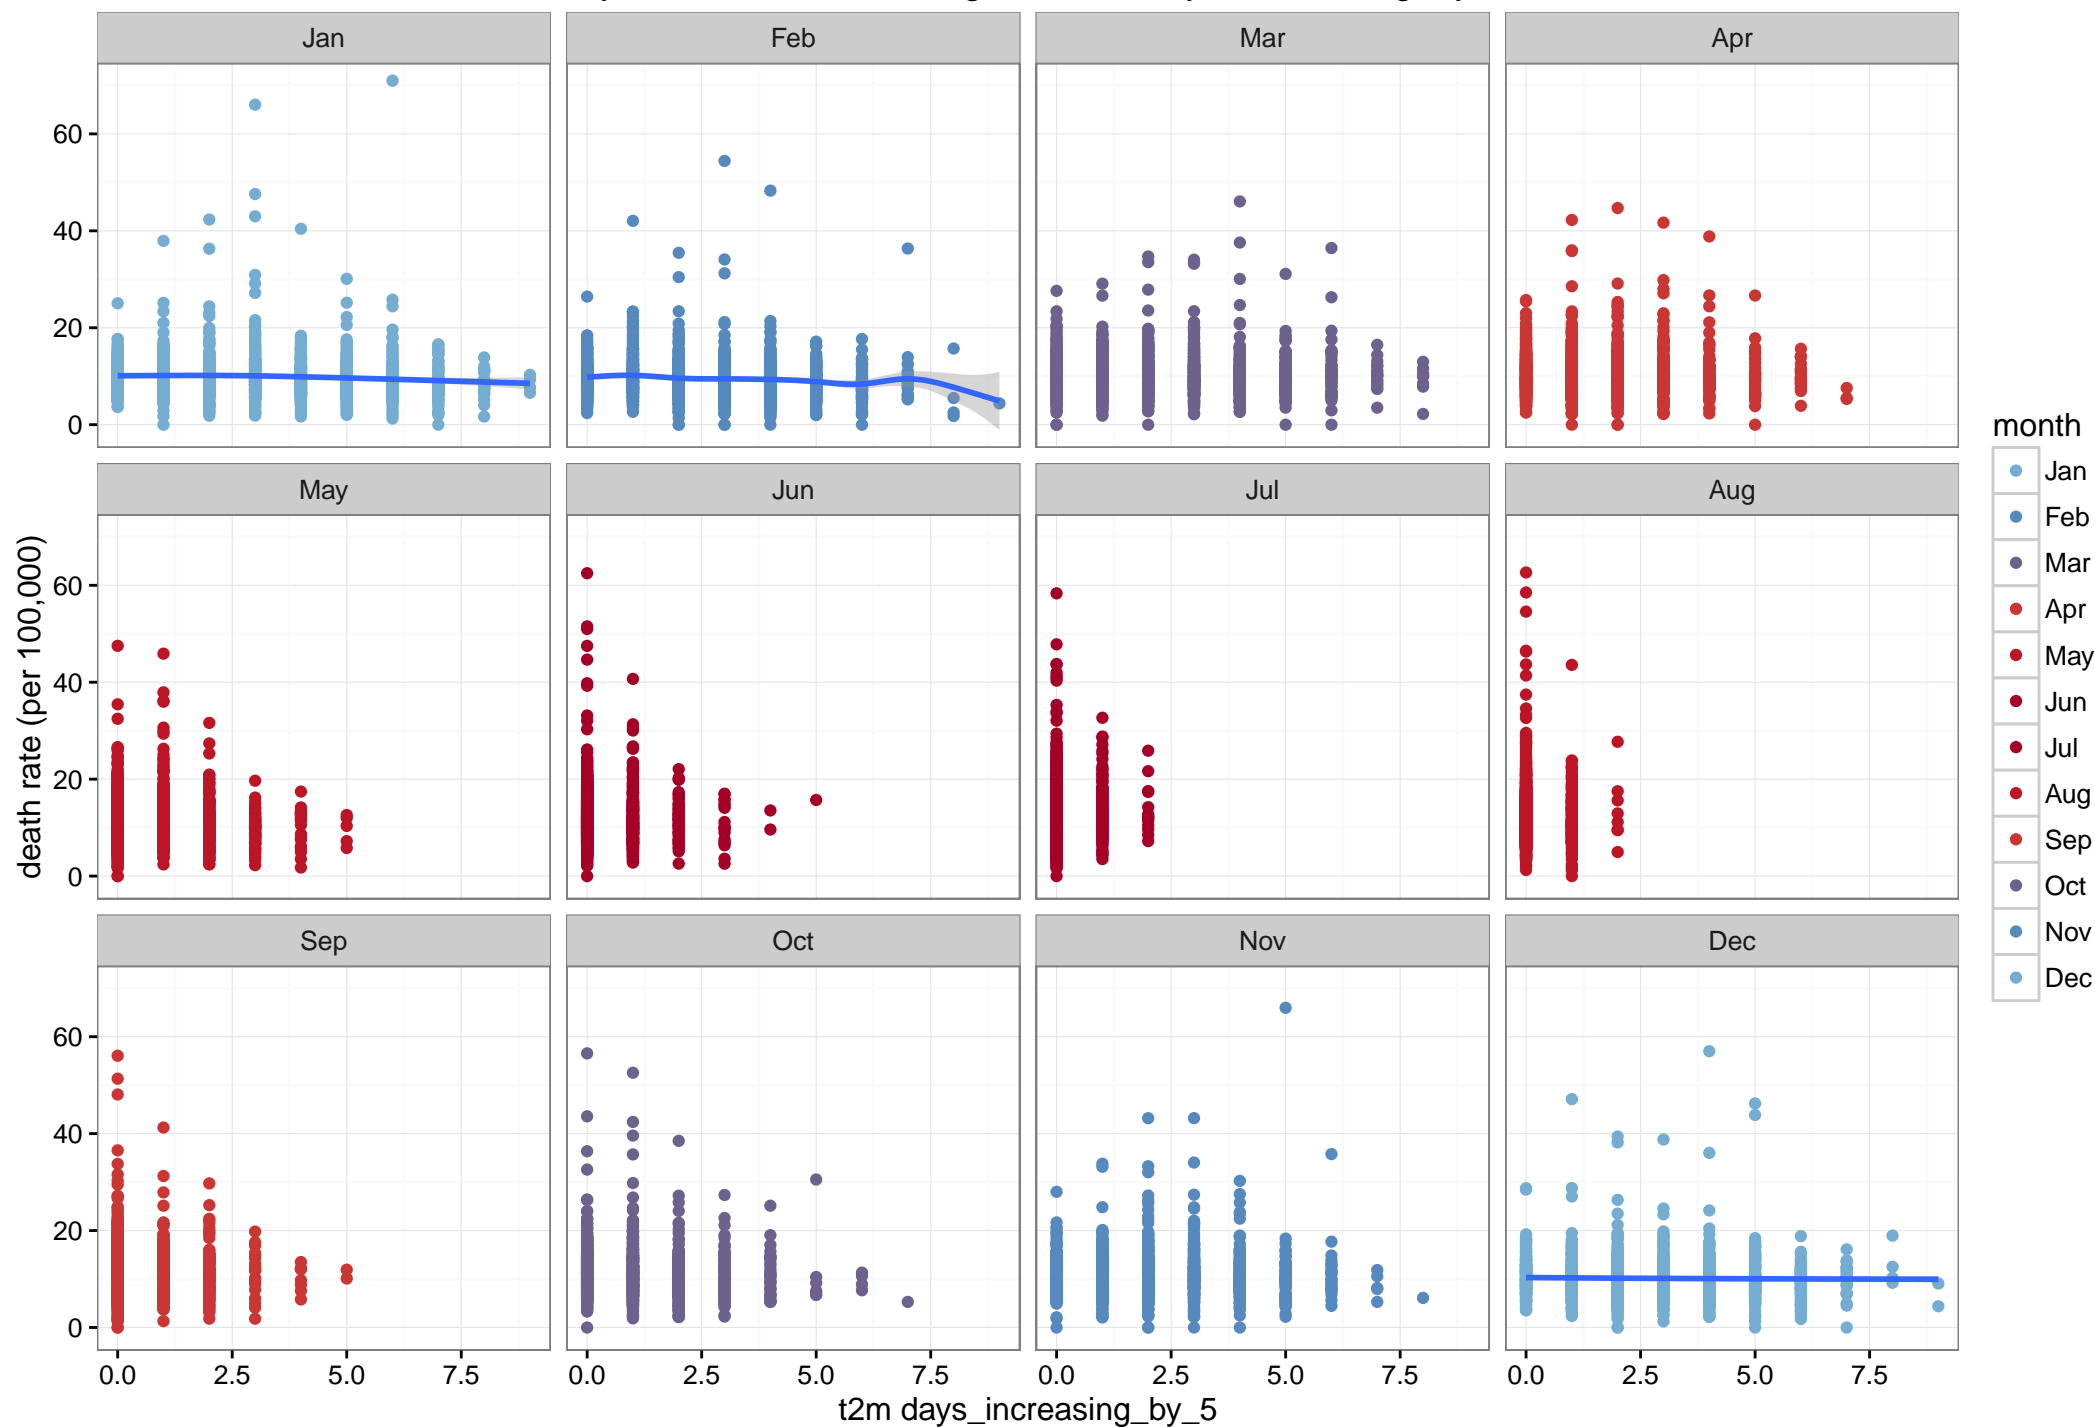 Jan Feb Mar Apr
60
40
20
0
May Jun Jul Aug
60
40
20
0
Sep Oct Nov Dec
60
40
20
0
0.0 2.5 5.0 7.5 0.0 2.5 5.0 7.5 0.0 2.5 5.0 7.5 0.0 2.5 5.0 7.5
t2m days_increasing_by_5
death rate (per 100,000)
month
Jan
Feb
Mar
Apr
May
Jun
Jul
Aug
Sep
Oct
Nov
Dec